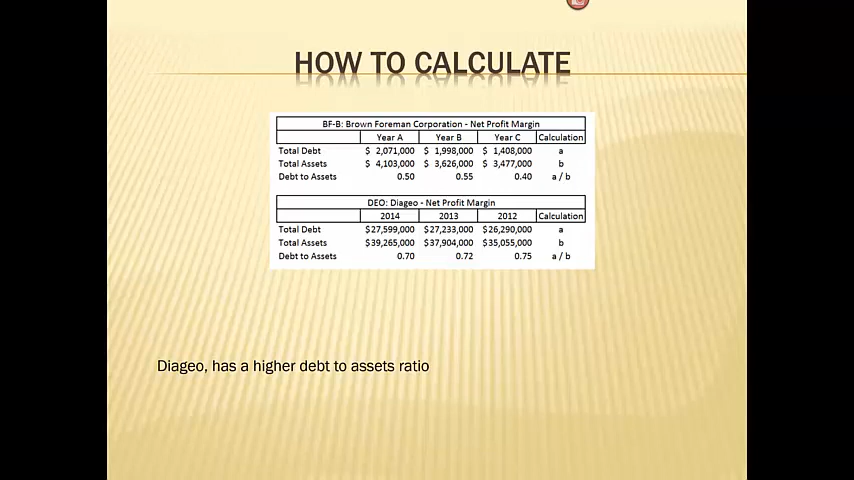 HOW TO CALCULATE
BF-B: Brown Foreman Corporation - Net Profit Margin
Year A Year B Year C Calculation
Total Debt $ 2,071,000 $ 1,998,000 $ 1,408,000 a
Total Assets $ 4,103,000 $ 3,626,000 $ 3,477,000 b
Debt to Assets 0.50 0.55 0.40 a / b
DEO: Diageo - Net Profit Margin
2014 2013 2012 Calculation
Total Debt $27,599,000 $27,233,000 $26,290,000 a
Total Assets $39,265,000 $37,904,000 $35,055,000 b
Debt to Assets 0.70 0.72 0.75 a / b
Diageo, has a higher debt to assets ratio